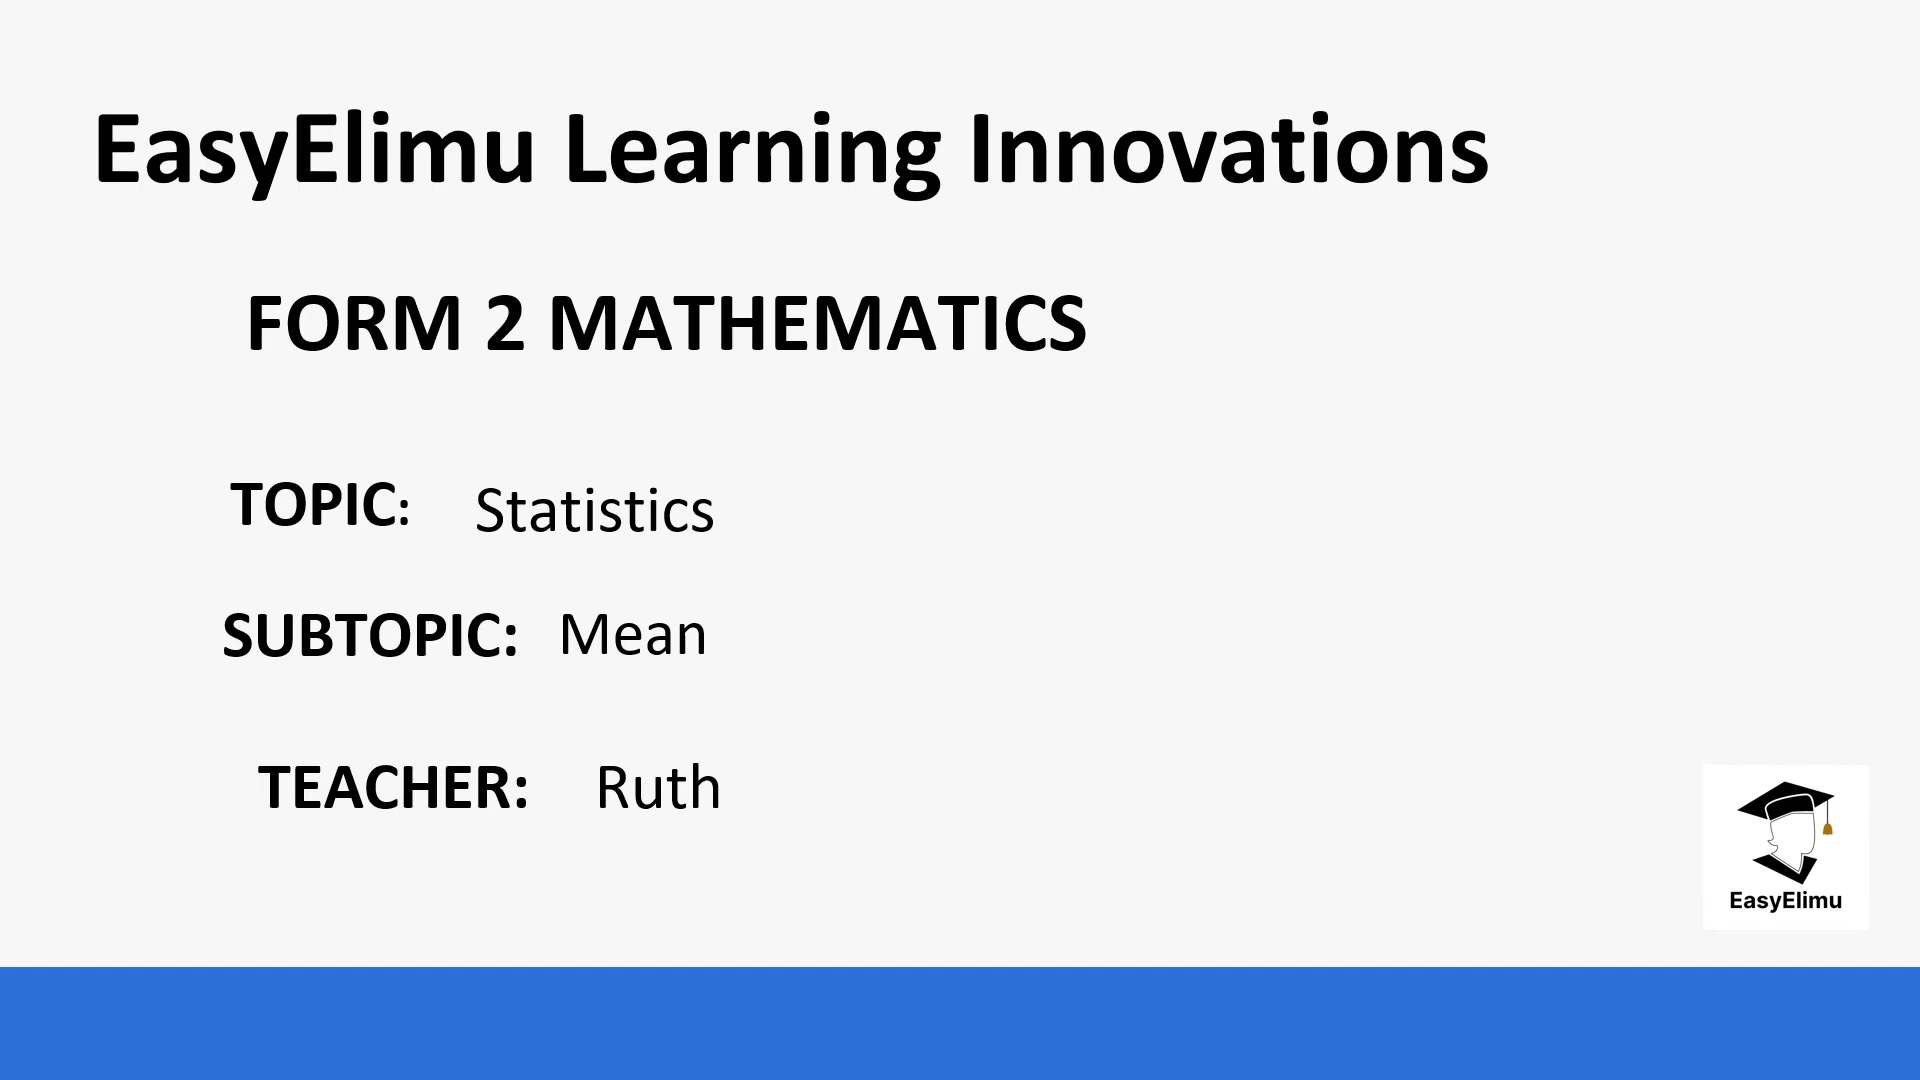 EasyElimu Learning Innovations
FORM 2 MATHEMATICS
TOPIC: Statistics
SUBTOPIC: Mean
TEACHER: Ruth
EasyElimu